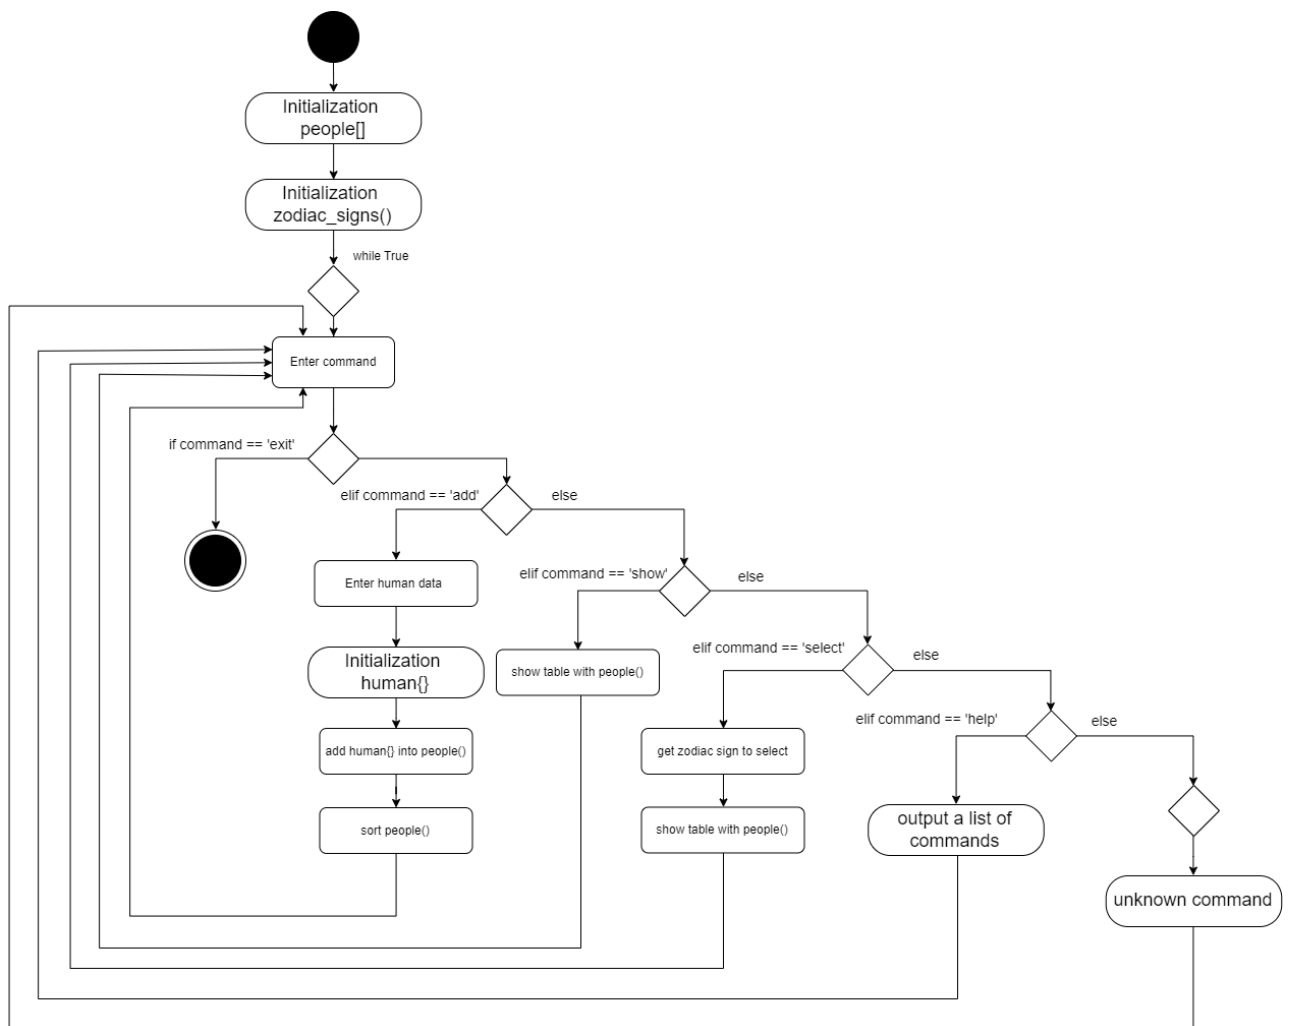 Initialization
people[]
Initialization
zodiac_signs()
while True
Enter command
if command == 'exit'
elif command == 'add'
else
Enter human data
elif command == 'show'
else
Initialization
human{}
show table with people()
elif command == 'select'
else
add human{} into people()
get zodiac sign to select
elif command == 'help'
else
sort people()
show table with people()
output a list of
commands
unknown command